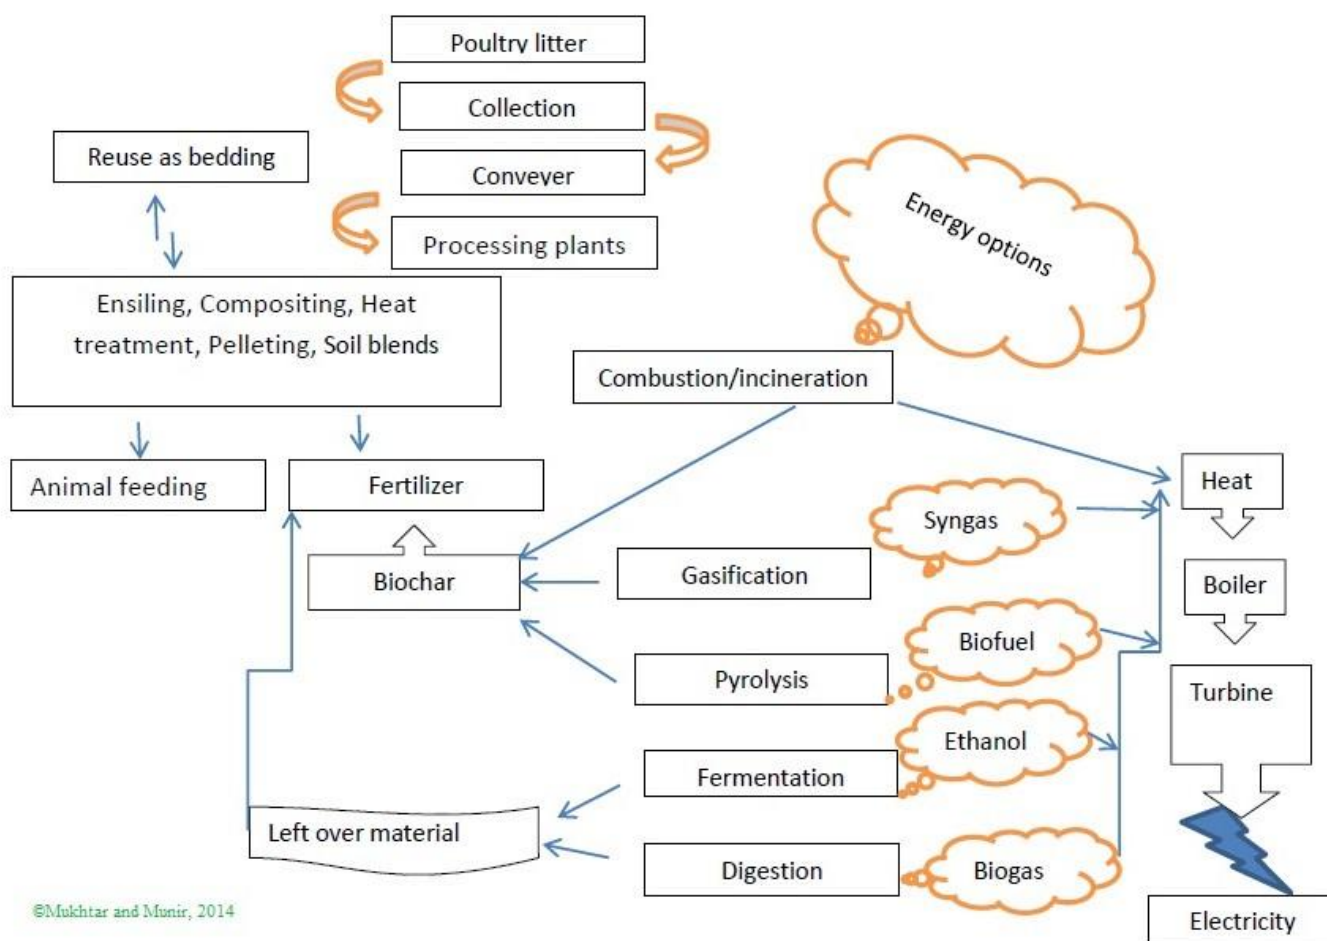 Poultry litter
Collection
Reuse as bedding
Conveyer
Processing plants
Energy options
Ensiling, Compositing, Heat
treatment, Pelleting, Soil blends
Combustion/incineration
Animal feeding
Fertilizer
Heat
Syngas
Biochar
Gasification
Boiler
Biofuel
Pyrolysis
Turbine
Ethanol
Fermentation
Left over material
Digestion
Biogas
©Mukhtar and Munir, 2014
Electricity